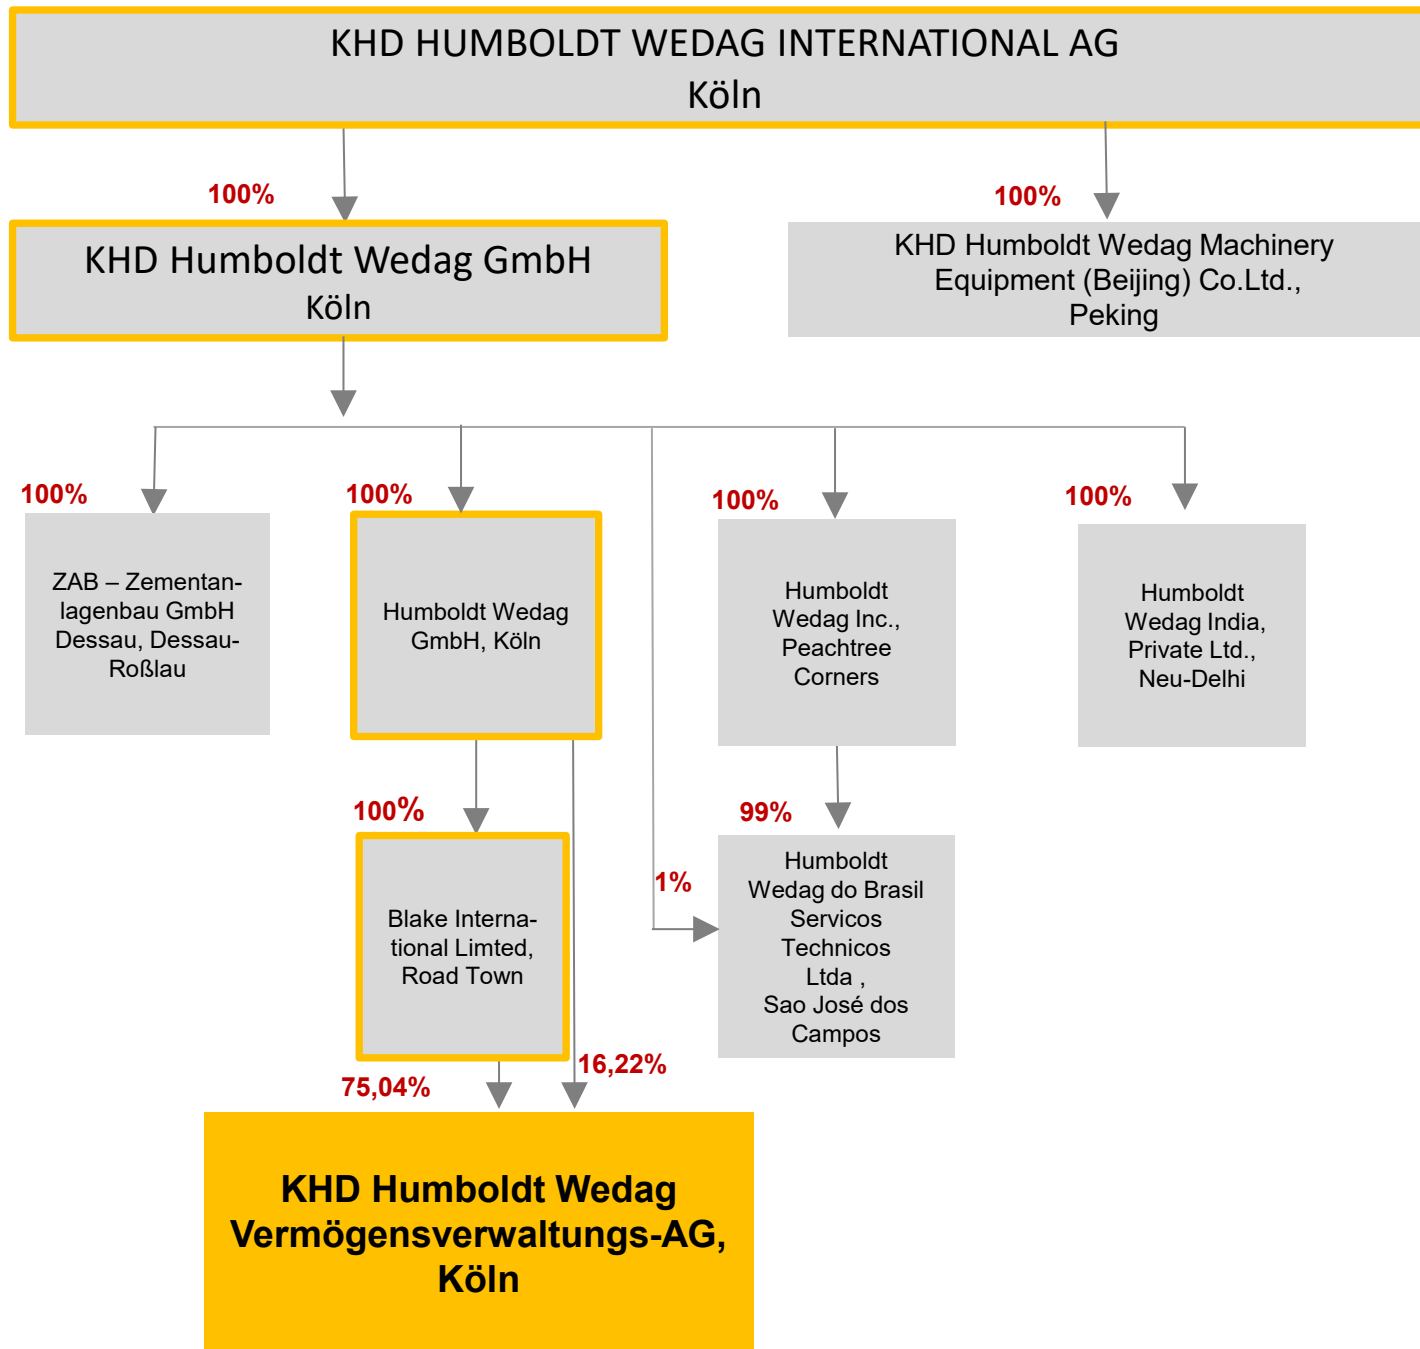 KHD HUMBOLDT WEDAG INTERNATIONAL AG
Köln
100%
100%
KHD Humboldt Wedag GmbH
Köln
KHD Humboldt Wedag Machinery
Equipment (Beijing) Co.Ltd.,
Peking
100%
100%
100%
100%
ZAB – Zementan-
lagenbau GmbH
Dessau, Dessau-
Roßlau
Humboldt Wedag
GmbH, Köln
Humboldt
Wedag Inc.,
Peachtree
Corners
Humboldt
Wedag India,
Private Ltd.,
Neu-Delhi
100%
99%
Blake Interna-
tional Limted,
Road Town
1%
Humboldt
Wedag do Brasil
Servicos
Technicos
Ltda ,
Sao José dos
Campos
75,04%
16,22%
KHD Humboldt Wedag
Vermögensverwaltungs-AG,
Köln